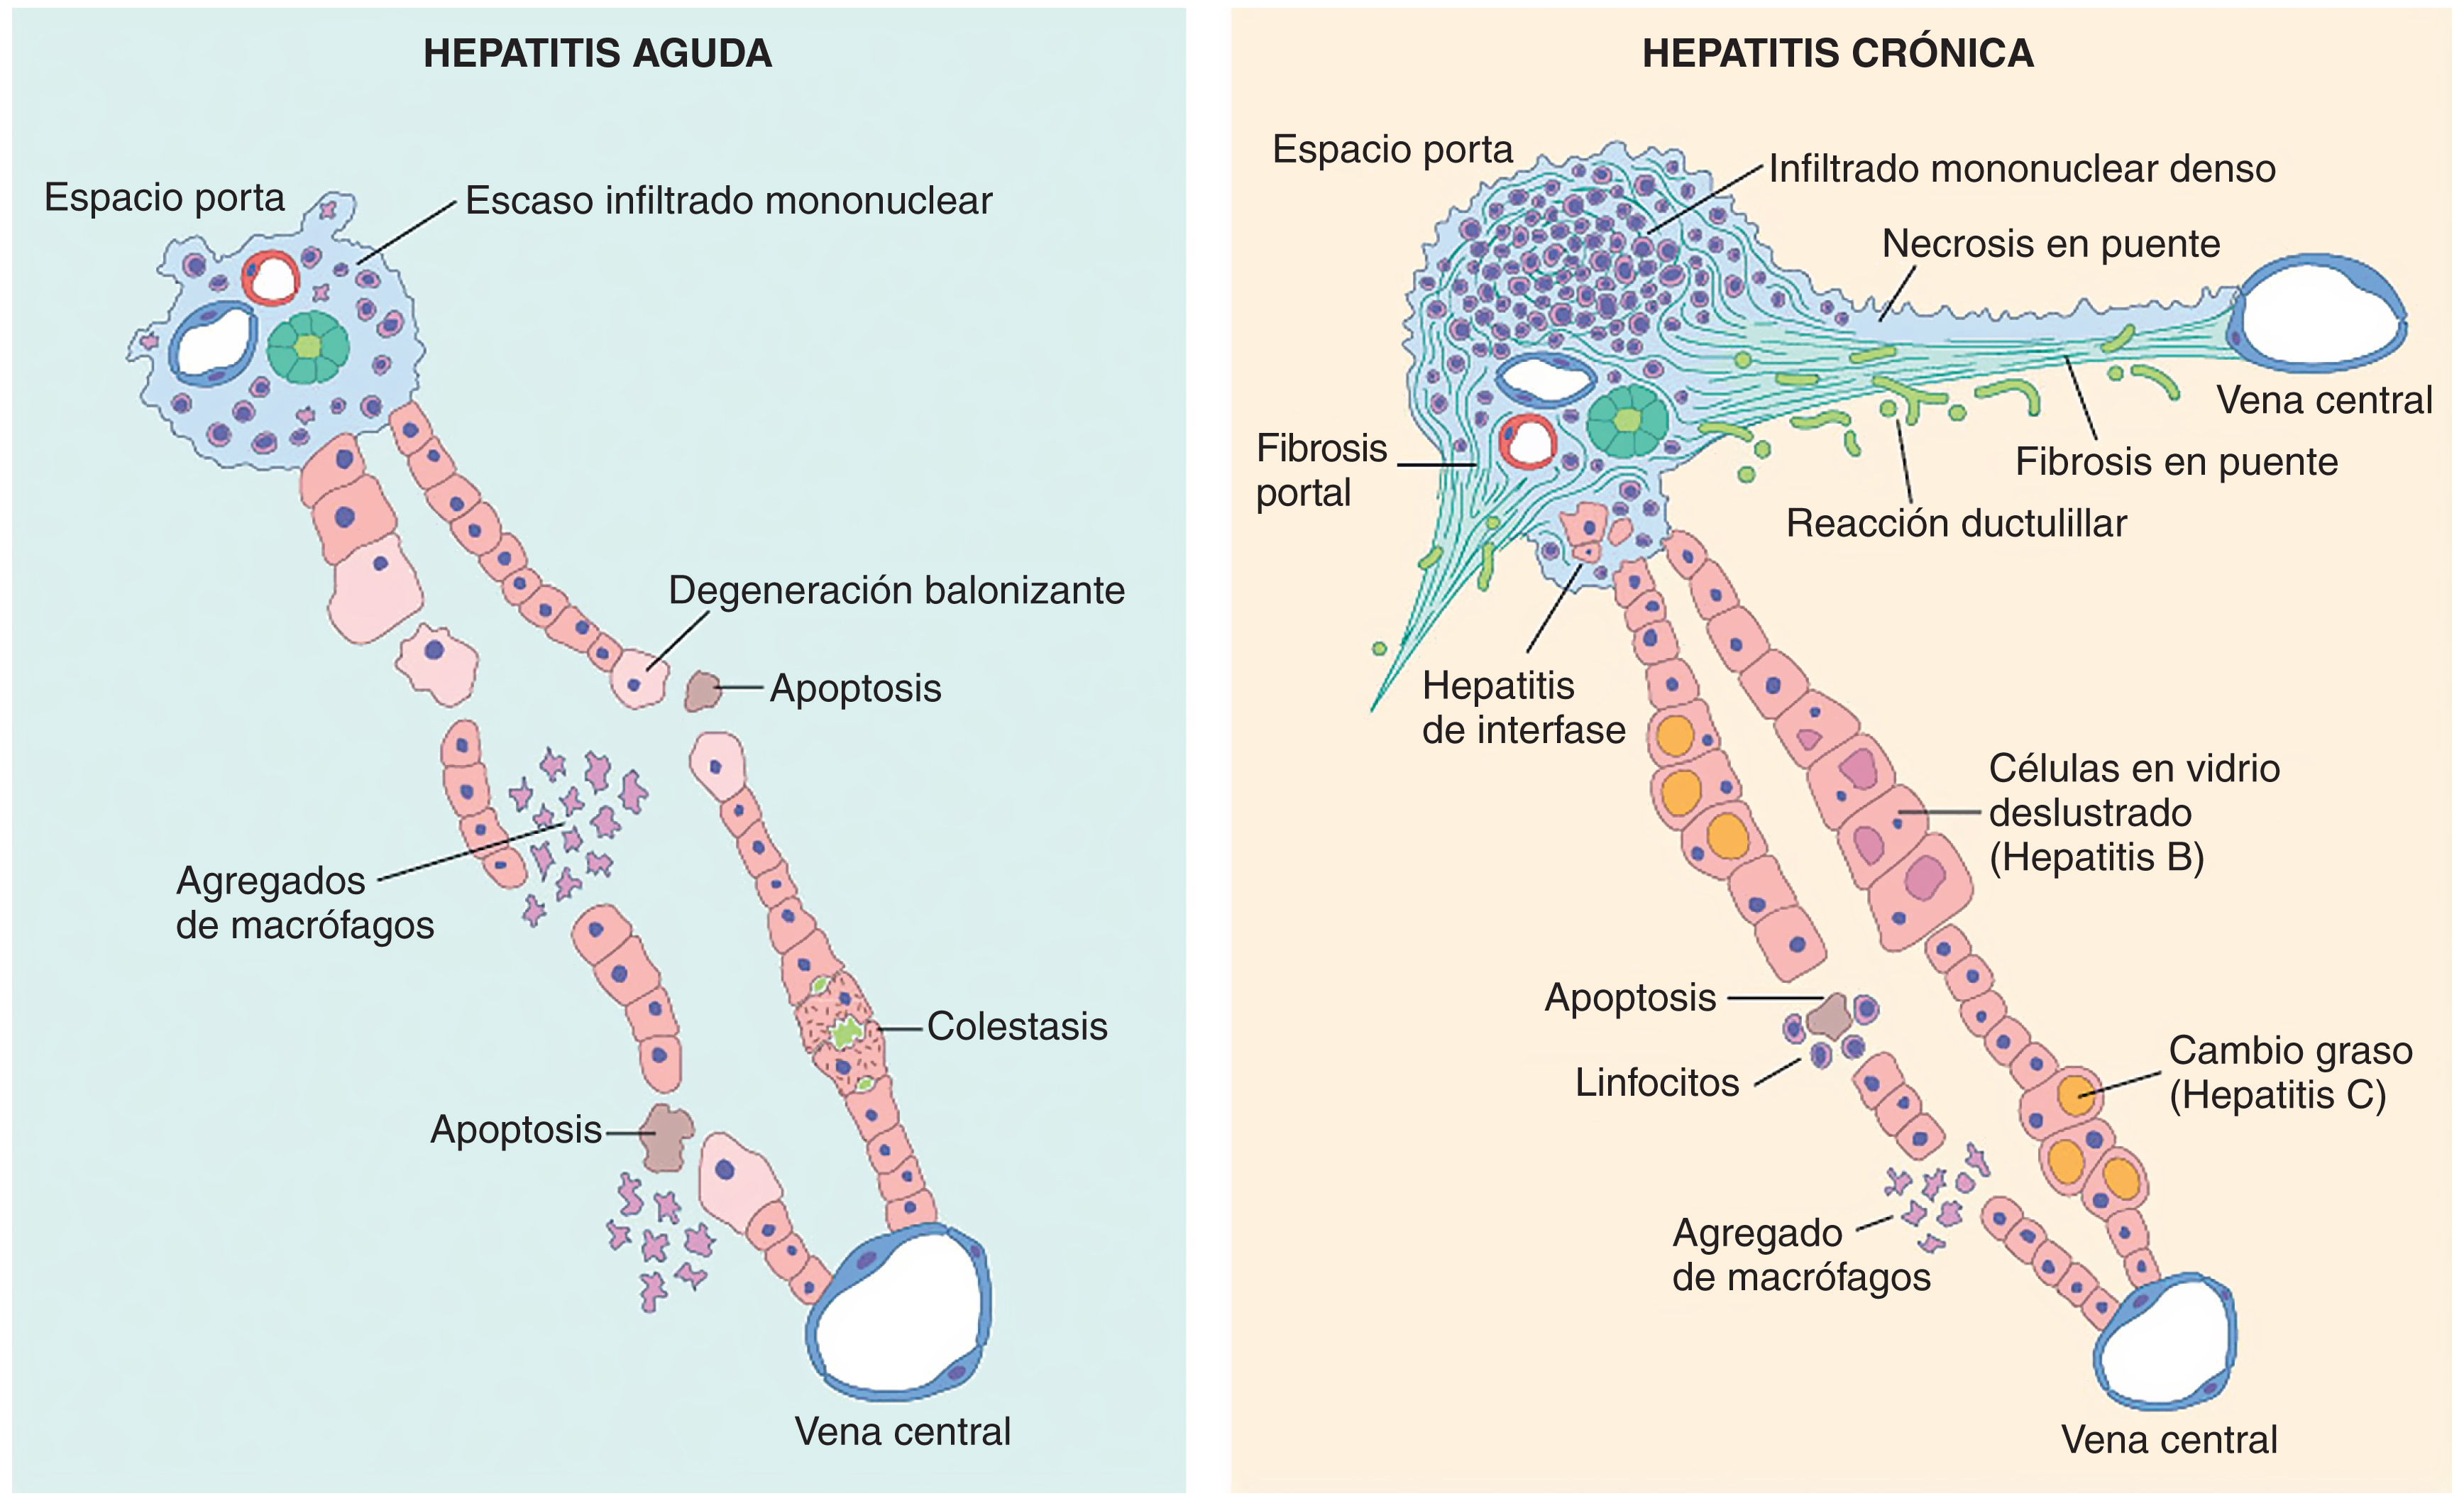 HEPATITIS AGUDA
Espacio porta
Escaso infiltrado mononuclear
Degeneración balonizante
Apoptosis
Agregados
de macrófagos
Colestasis
Apoptosis
Vena central
HEPATITIS CRÓNICA
Espacio porta
Infiltrado mononuclear denso
Necrosis en puente
Vena central
Fibrosis
portal
Fibrosis en puente
Reacción ductulillar
Hepatitis
de interfase
Células en vidrio
deslustrado
(Hepatitis B)
Apoptosis
Linfocitos
Cambio graso
(Hepatitis C)
Agregado
de macrófagos
Vena central